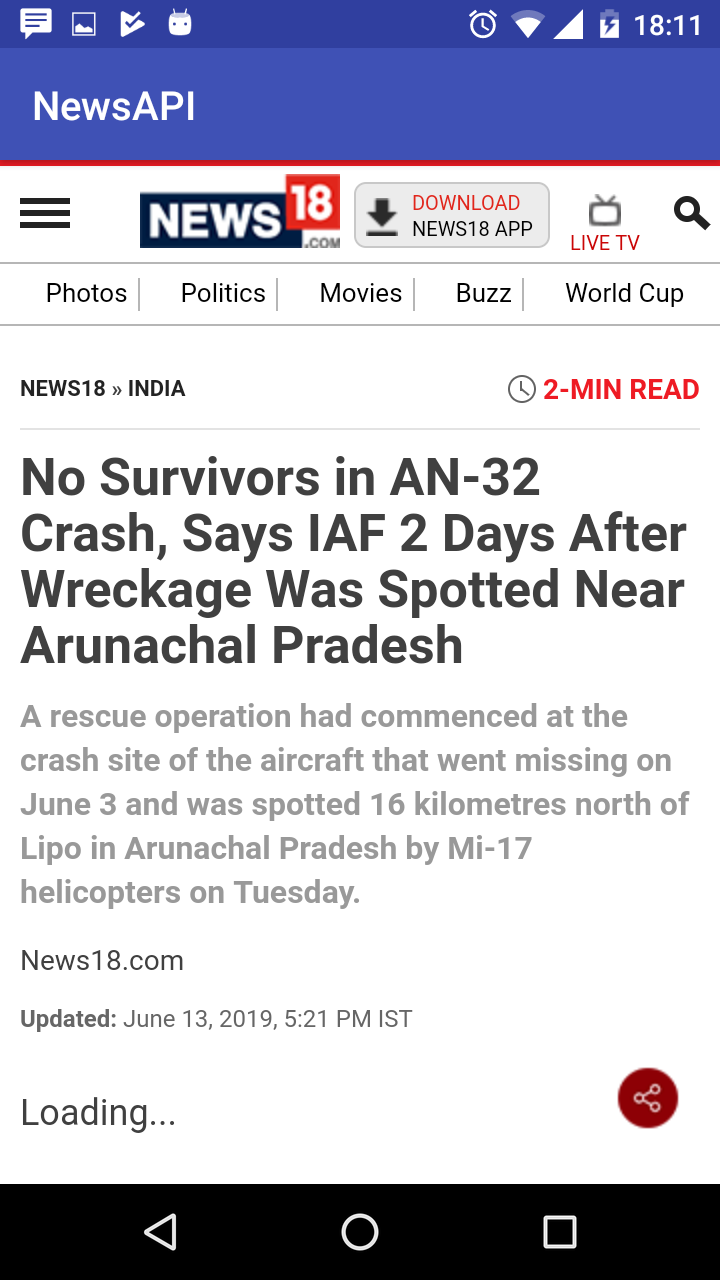 18:11
NewsAPI
NEWS 18 .COM
DOWNLOAD
NEWS18 APP
LIVE TV
Photos
Politics
Movies
Buzz
World Cup
NEWS18 » INDIA
2-MIN READ
No Survivors in AN-32
Crash, Says IAF 2 Days After
Wreckage Was Spotted Near
Arunachal Pradesh
A rescue operation had commenced at the
crash site of the aircraft that went missing on
June 3 and was spotted 16 kilometres north of
Lipo in Arunachal Pradesh by Mi-17
helicopters on Tuesday.
News18.com
Updated: June 13, 2019, 5:21 PM IST
Loading...